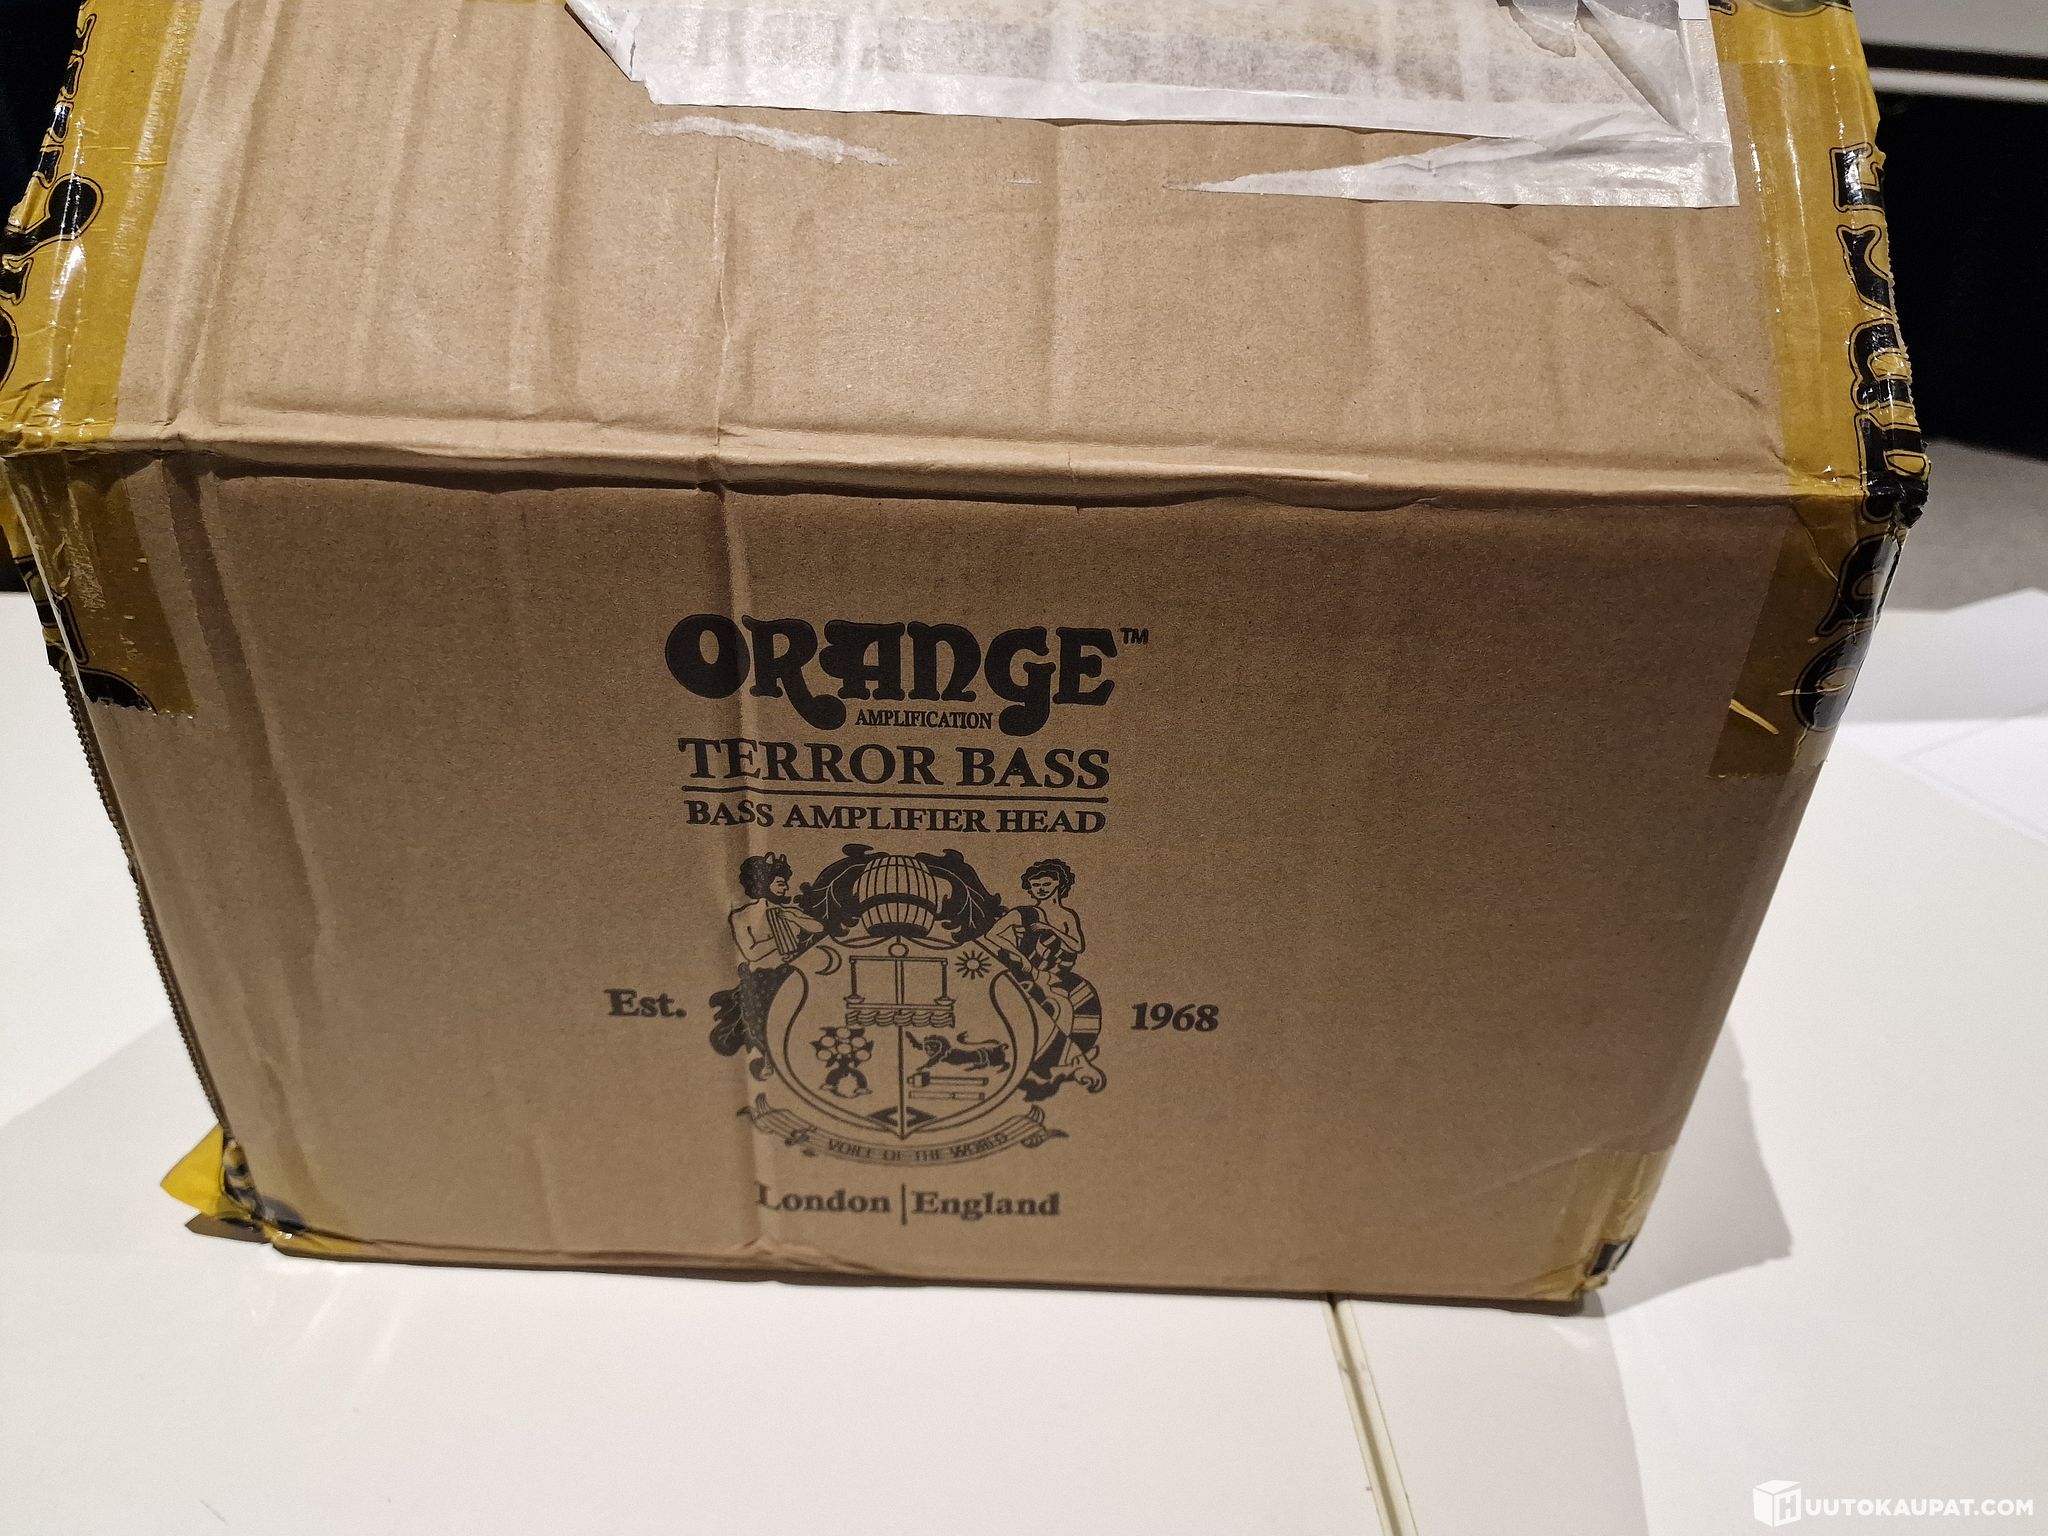 ORANGE™
AMPLIFICATION
TERROR BASS
BASS AMPLIFIER HEAD
Est. 1968
VOICE OF THE WORLD
London | England
HUUTOKAUPAT.COM